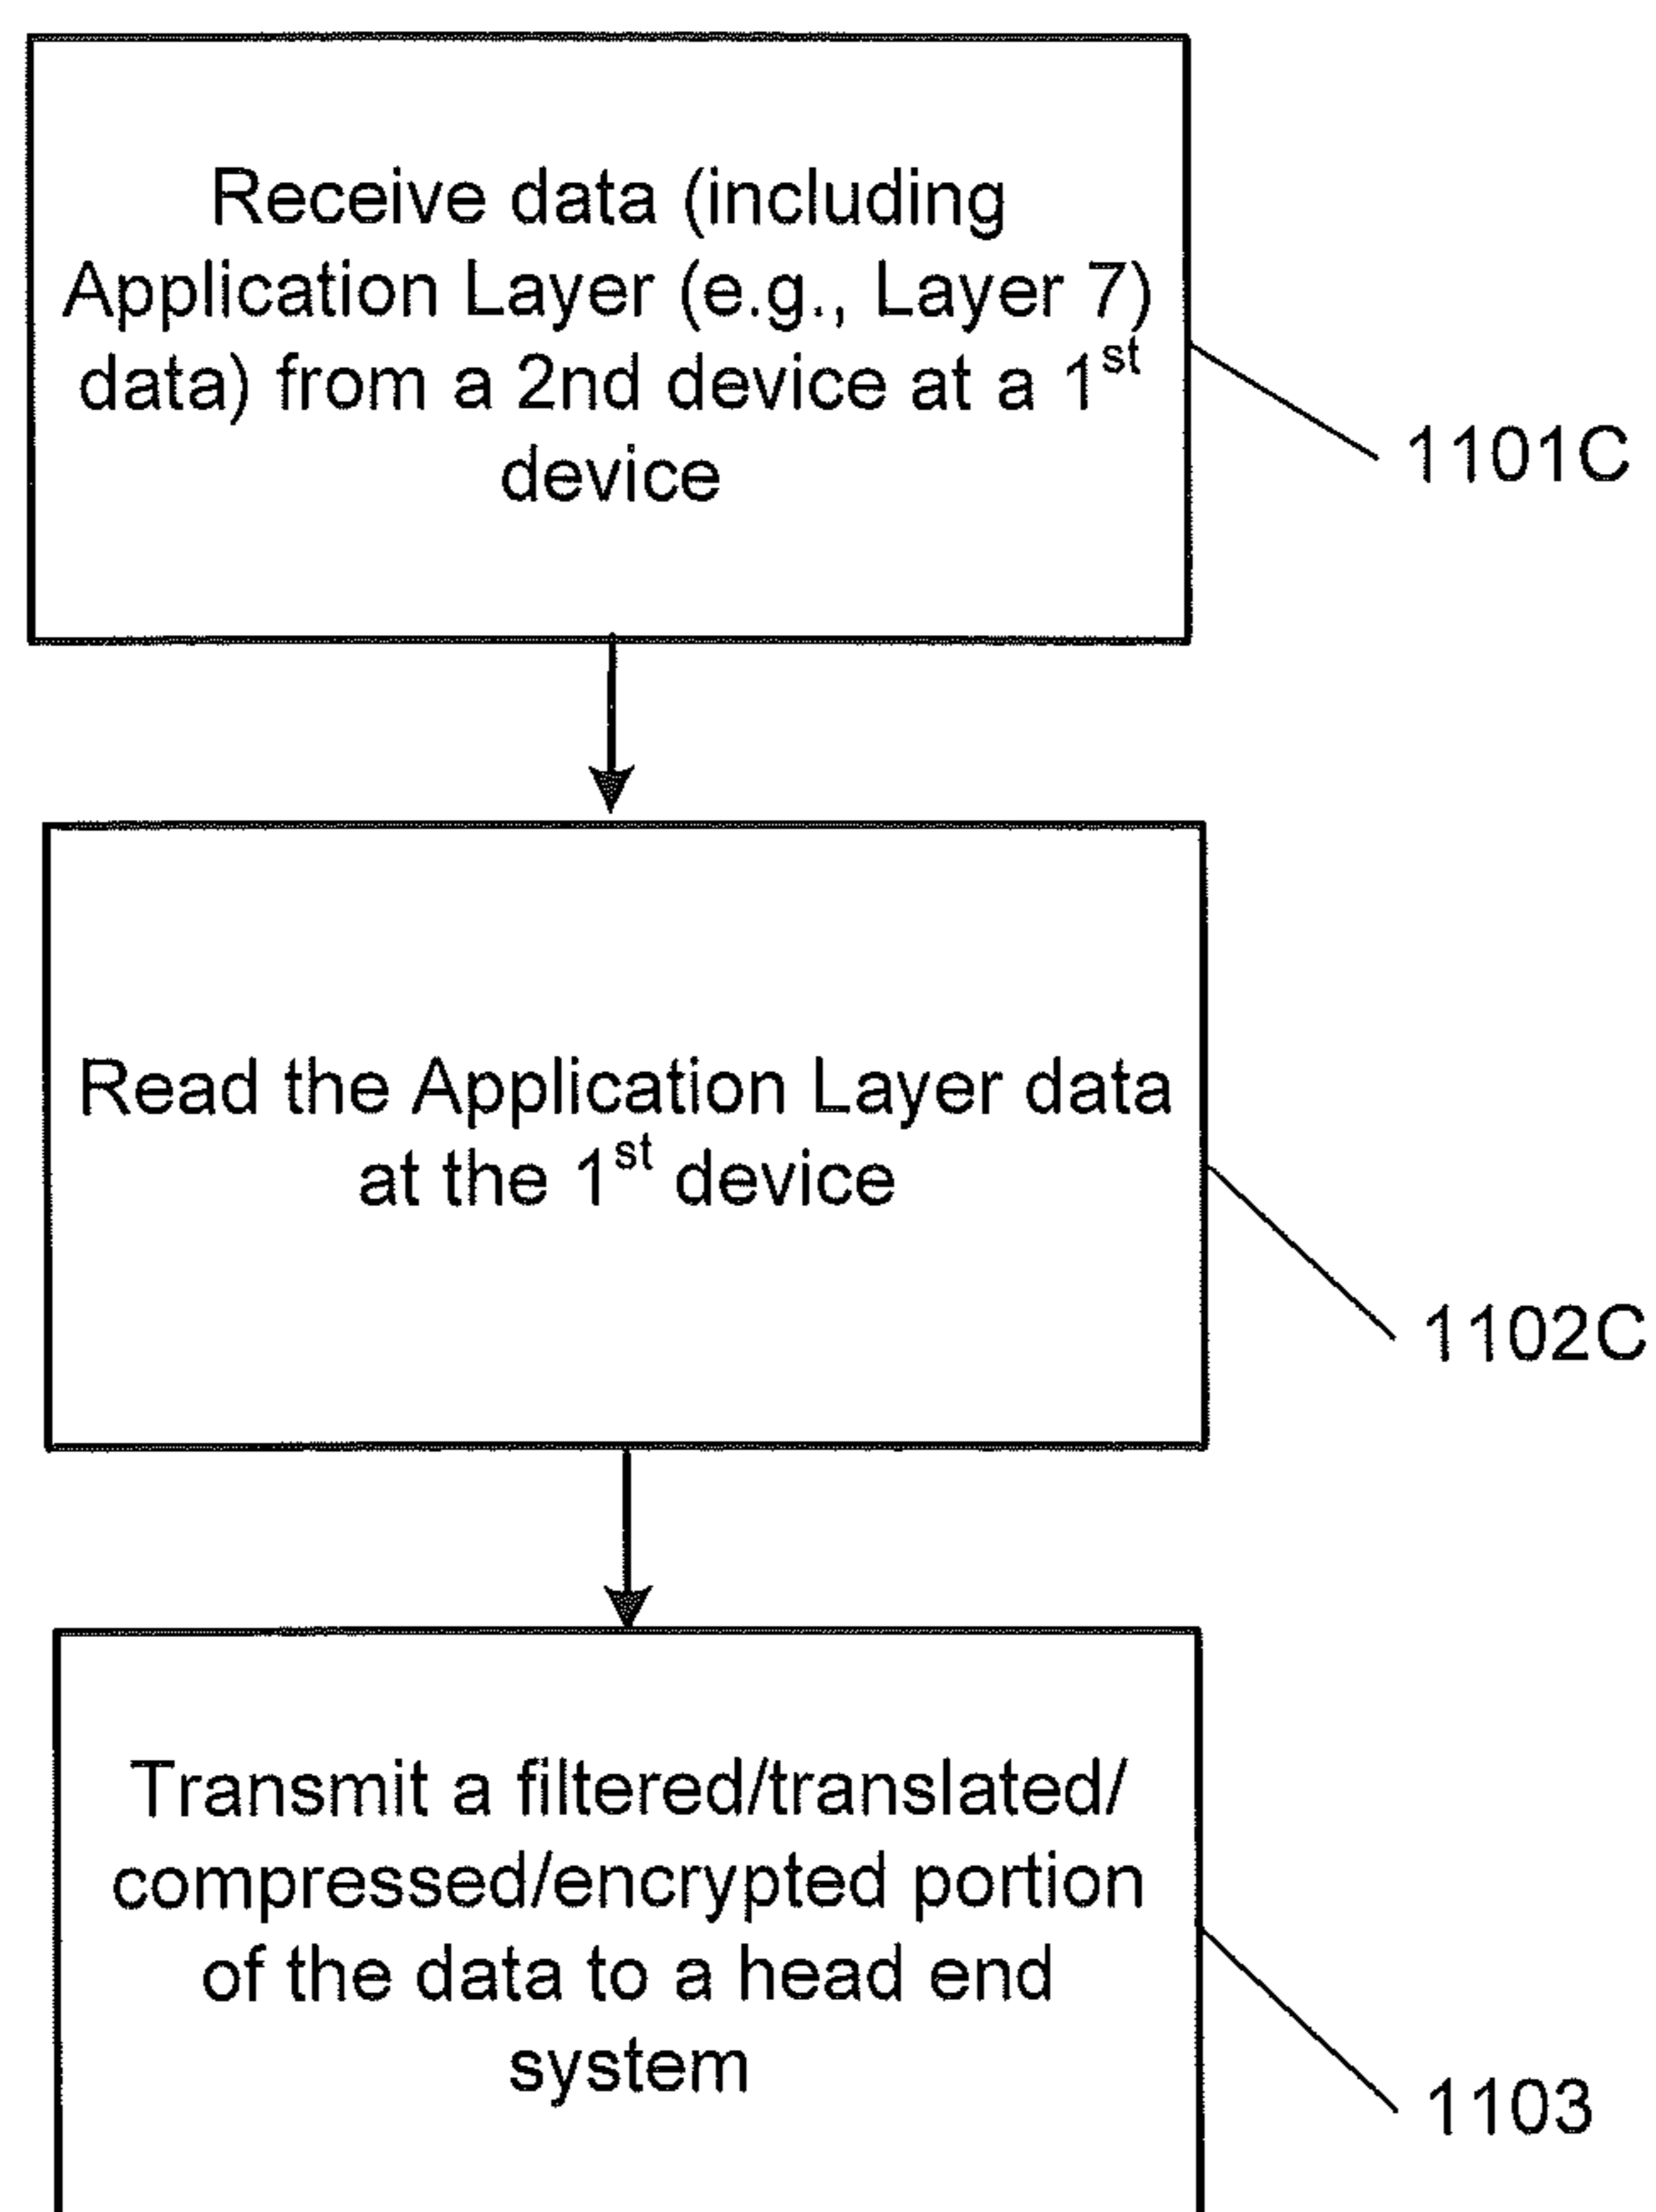 Receive data (including
Application Layer (e.g., Layer 7)
data) from a 2nd device at a 1st
device
1101C
Read the Application Layer data
at the 1st device
1102C
Transmit a filtered/translated/
compressed/encrypted portion
of the data to a head end
system
1103